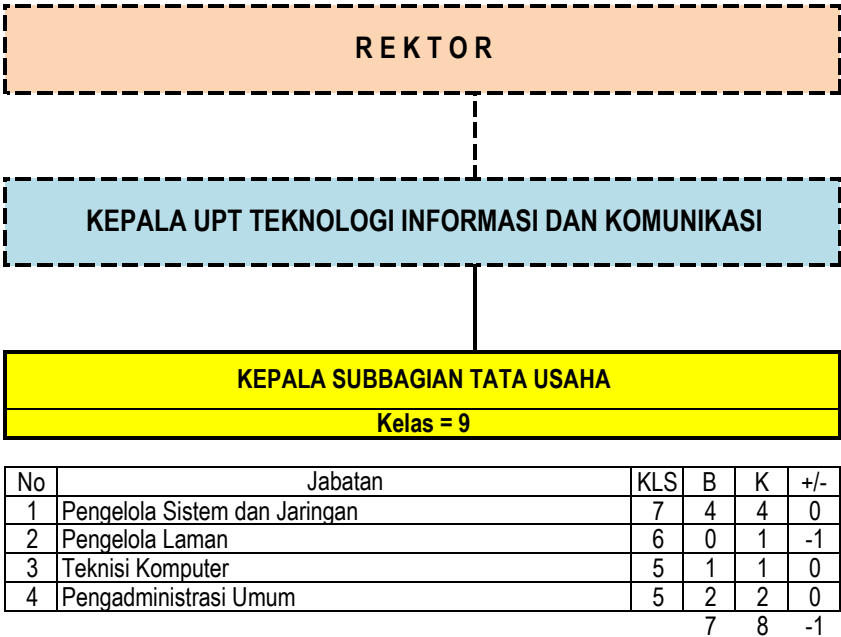 REKTOR
KEPALA UPT TEKNOLOGI INFORMASI DAN KOMUNIKASI
KEPALA SUBBAGIAN TATA USAHA
Kelas = 9
No Jabatan KLS B K +/-
1 Pengelola Sistem dan Jaringan 7 4 4 0
2 Pengelola Laman 6 0 1 -1
3 Teknisi Komputer 5 1 1 0
4 Pengadministrasi Umum 5 2 2 0
7 8 -1